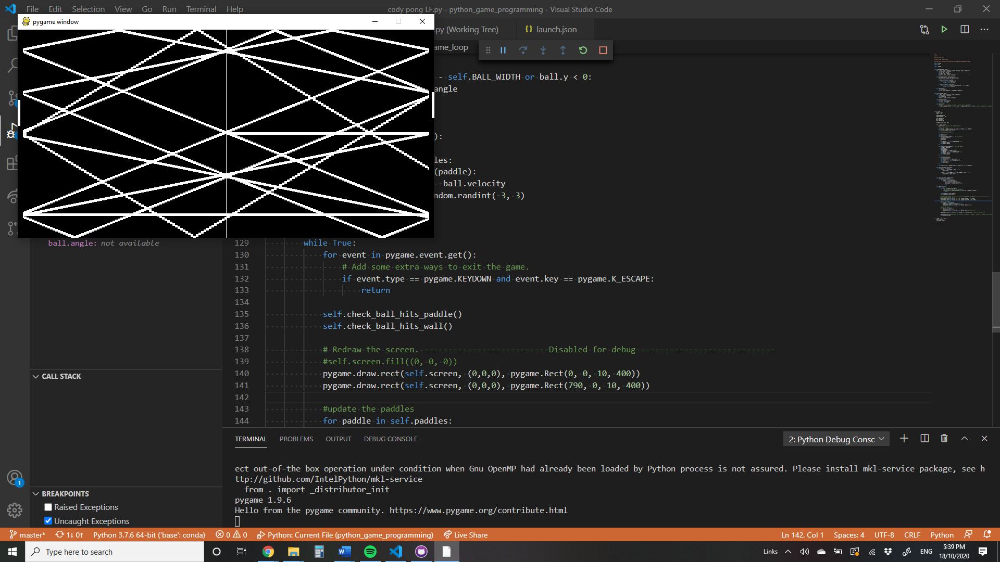 File Edit Selection View Go Run Terminal Help
cody pong LF.py - python_game_programming - Visual Studio Code
pygame window
.py (Working Tree)
launch.json
ame_loop
- self.BALL_WIDTH or ball.y < 0:
angle
):
les:
(paddle):
-ball.velocity
ndom.randint(-3, 3)
ball.angle: not available
129 while True:
130 for event in pygame.event.get():
131 # Add some extra ways to exit the game.
132 if event.type == pygame.KEYDOWN and event.key == pygame.K_ESCAPE:
133 return
134
135 self.check_ball_hits_paddle()
136 self.check_ball_hits_wall()
137
138 # Redraw the screen. --------------------------Disabled for debug-----------------------------
139 #self.screen.fill((0, 0, 0))
140 pygame.draw.rect(self.screen, (0,0,0), pygame.Rect(0, 0, 10, 400))
141 pygame.draw.rect(self.screen, (0,0,0), pygame.Rect(790, 0, 10, 400))
142
143 #update the paddles
144 for paddle in self.paddles:
CALL STACK
BREAKPOINTS
Raised Exceptions
Uncaught Exceptions
1
TERMINAL PROBLEMS OUTPUT DEBUG CONSOLE
2: Python Debug Consc
ect out-of-the box operation under condition when Gnu OpenMP had already been loaded by Python process is not assured. Please install mkl-service package, see h
ttp://github.com/IntelPython/mkl-service
from . import _distributor_init
pygame 1.9.6
Hello from the pygame community. https://www.pygame.org/contribute.html
master* 1↓ 0↑ Python 3.7.6 64-bit ('base': conda) 0 0 Python: Current File (python_game_programming) Live Share
Ln 142, Col 1 Spaces: 4 UTF-8 CRLF Python
Type here to search
Links
ENG
5:39 PM
18/10/2020